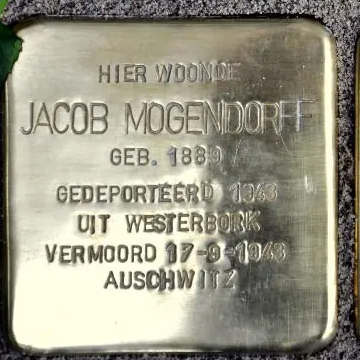 HIER WOONDE
JACOB MOGENDORFF
GEB. 1889
GEDEPORTEERD 1943
UIT WESTERBORK
VERMOORD 17-9-1943
AUSCHWITZ